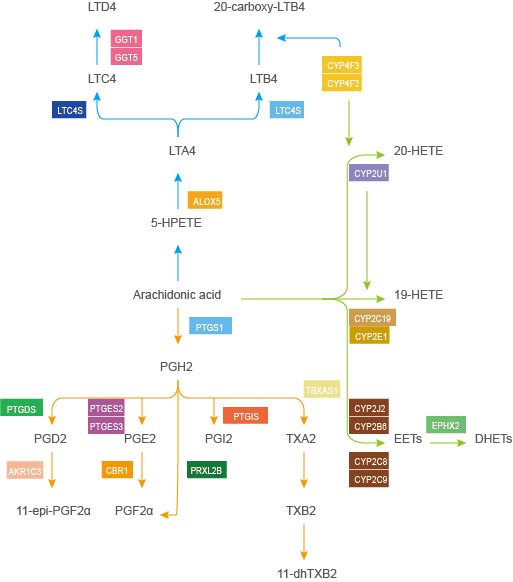 LTD4
20-carboxy-LTB4
GGT1
GGT5
CYP4F3
CYP4F2
LTC4
LTB4
LTC4S
LTC4S
LTA4
20-HETE
CYP2U1
ALOX5
5-HPETE
Arachidonic acid
19-HETE
PTGS1
CYP2C19
CYP2E1
PGH2
TBXAS1
PTGDS
PTGES2
PTGES3
PTGIS
CYP2J2
CYP2B6
EPHX2
PGD2
PGE2
PGI2
TXA2
EETs
DHETs
AKR1C3
CBR1
PRXL2B
CYP2C8
CYP2C9
11-epi-PGF2α
PGF2α
TXB2
11-dhTXB2